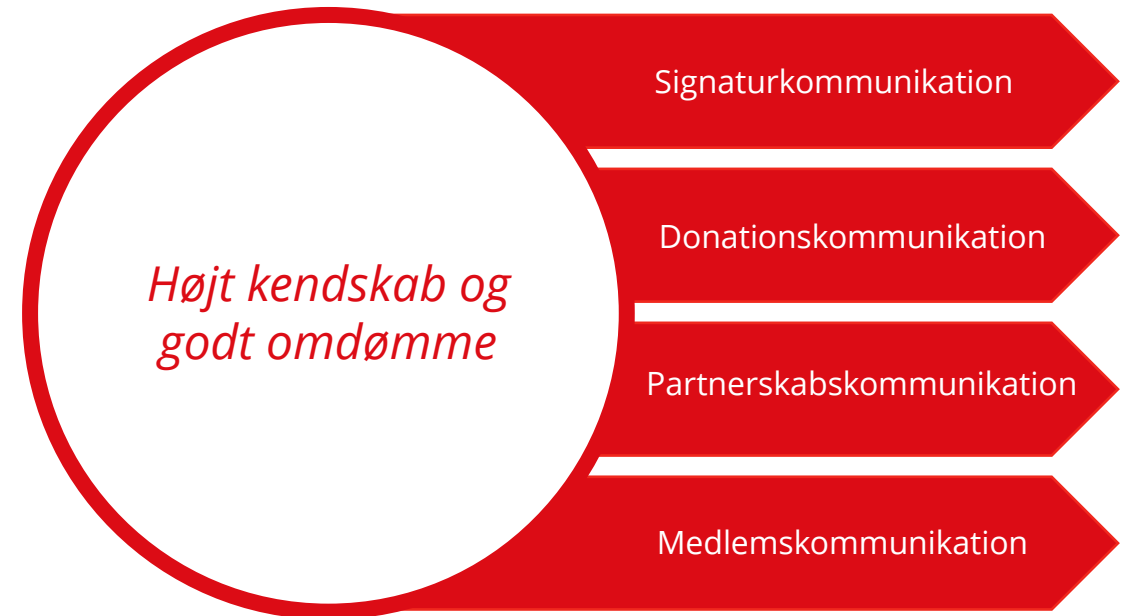 Signaturkommunikation
Donationskommunikation
Højt kendskab og
godt omdømme
Partnerskabskommunikation
Medlemskommunikation